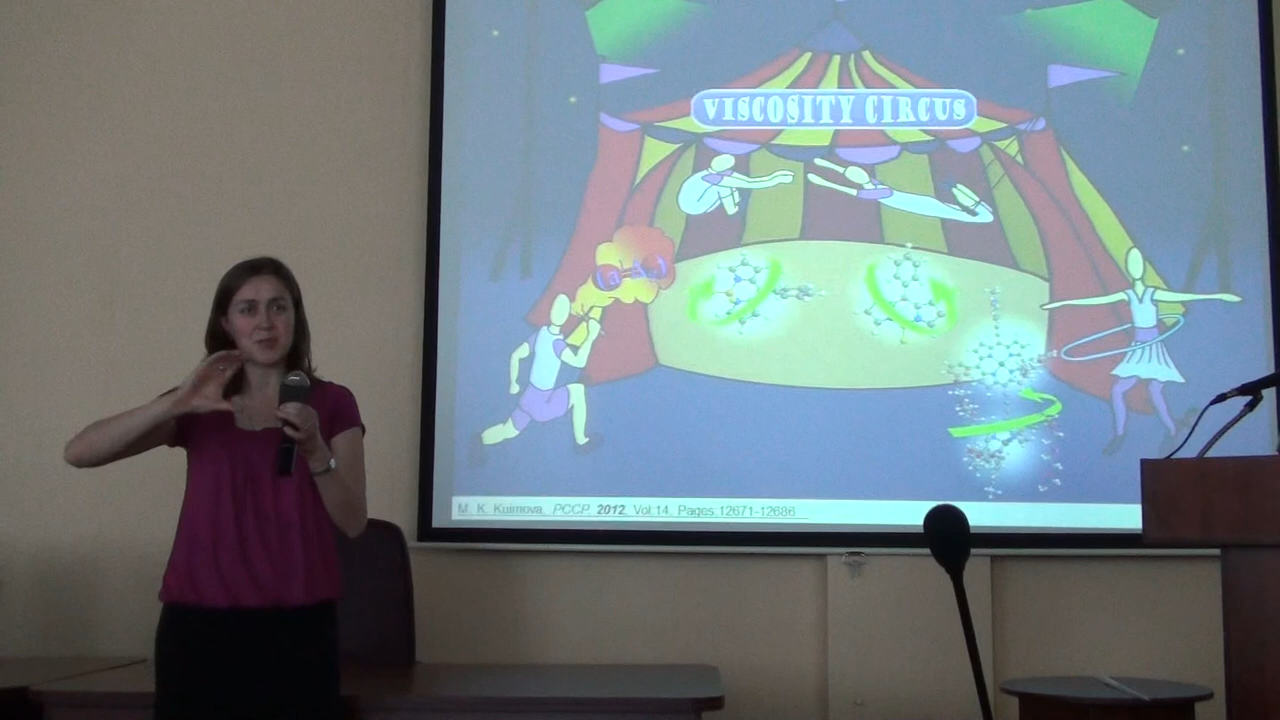 VISCOSITY CIRCUS
M. K. Kuimova, PCCP, 2012, Vol:14, Pages:12671-12686